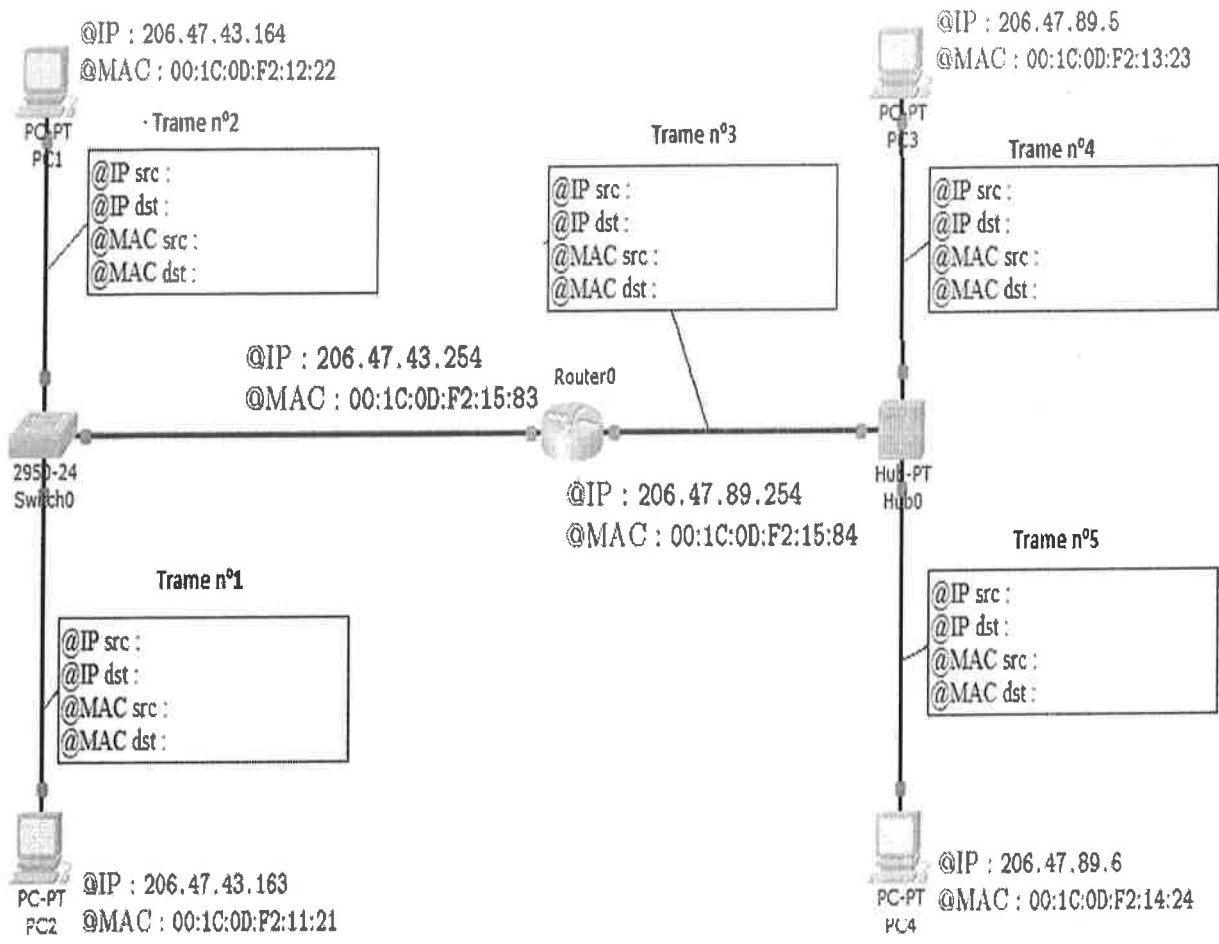 @IP : 206.47.43.164
@MAC : 00:1C:0D:F2:12:22
PC-PT
PC1
Trame nº2
@IP src :
@IP dst :
@MAC src :
@MAC dst :
Trame nº3
@IP src :
@IP dst :
@MAC src :
@MAC dst :
@IP : 206.47.89.5
@MAC : 00:1C:0D:F2:13:23
PC-PT
PC3
Trame nº4
@IP src :
@IP dst :
@MAC src :
@MAC dst :
@IP : 206.47.43.254
@MAC : 00:1C:0D:F2:15:83
Router0
2950-24
Switch0
@IP : 206.47.89.254
@MAC : 00:1C:0D:F2:15:84
Hub-PT
Hub0
Trame nº1
@IP src :
@IP dst :
@MAC src :
@MAC dst :
Trame nº5
@IP src :
@IP dst :
@MAC src :
@MAC dst :
PC-PT
PC2
@IP : 206.47.43.163
@MAC : 00:1C:0D:F2:11:21
PC-PT
PC4
@IP : 206.47.89.6
@MAC : 00:1C:0D:F2:14:24